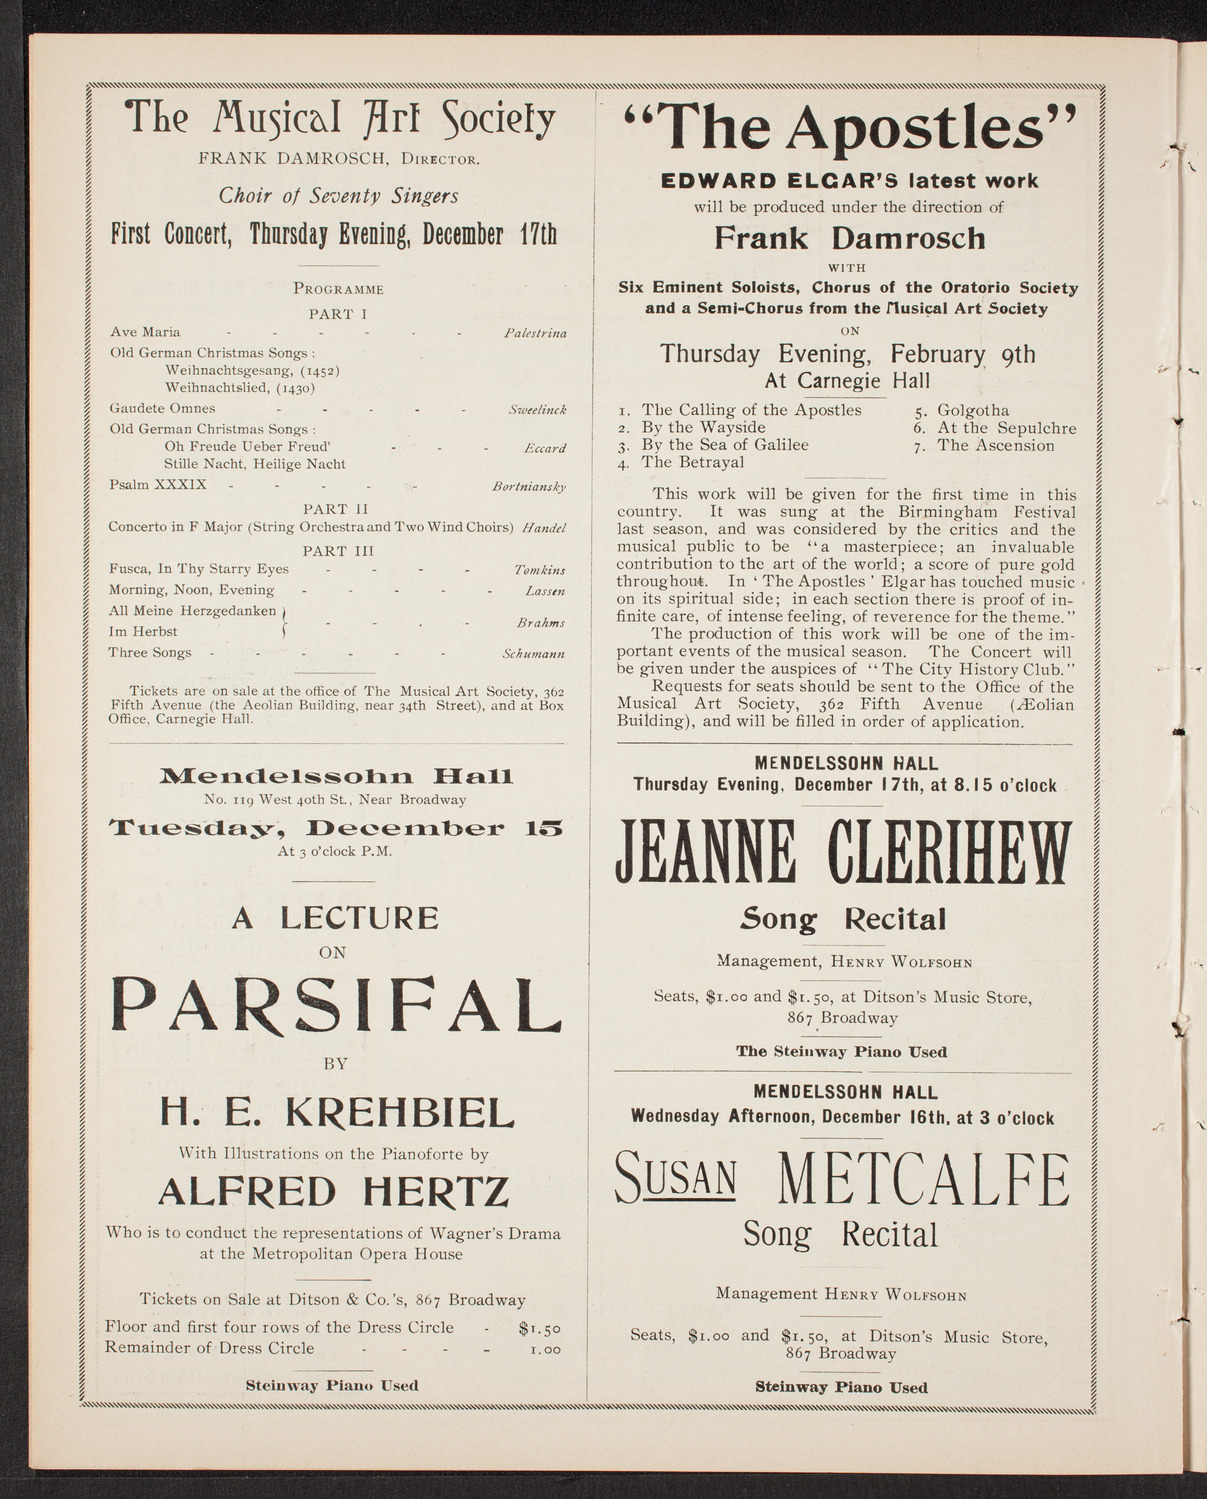 The Musical Art Society
FRANK DAMROSCH, DIRECTOR.
Choir of Seventy Singers
First Concert, Thursday Evening, December 17th
PROGRAMME
PART I
Ave Maria - - - - - - Palestrina
Old German Christmas Songs :
Weihnachtsgesang, (1452)
Weihnachtslied, (1430)
Gaudete Omnes - - - - - Sweelinck
Old German Christmas Songs :
Oh Freude Ueber Freud' - - - Eccard
Stille Nacht, Heilige Nacht
Psalm XXXIX - - - - - Bortniansky
PART II
Concerto in F Major (String Orchestra and Two Wind Choirs) Handel
PART III
Fusca, In Thy Starry Eyes - - - - Tomkins
Morning, Noon, Evening - - - - - Lassen
All Meine Herzgedanken }
Im Herbst } - - - - Brahms
Three Songs - - - - - - Schumann
Tickets are on sale at the office of The Musical Art Society, 362
Fifth Avenue (the Aeolian Building, near 34th Street), and at Box
Office, Carnegie Hall.
Mendelssohn Hall
No. 119 West 40th St., Near Broadway
Tuesday, December 15
At 3 o'clock P.M.
A LECTURE
ON
PARSIFAL
BY
H. E. KREHBIEL
With Illustrations on the Pianoforte by
ALFRED HERTZ
Who is to conduct the representations of Wagner's Drama
at the Metropolitan Opera House
Tickets on Sale at Ditson & Co.'s, 867 Broadway
Floor and first four rows of the Dress Circle - $1.50
Remainder of Dress Circle - - - - 1.00
Steinway Piano Used
"The Apostles"
EDWARD ELGAR'S latest work
will be produced under the direction of
Frank Damrosch
WITH
Six Eminent Soloists, Chorus of the Oratorio Society
and a Semi-Chorus from the Musical Art Society
ON
Thursday Evening, February 9th
At Carnegie Hall
1. The Calling of the Apostles
2. By the Wayside
3. By the Sea of Galilee
4. The Betrayal
5. Golgotha
6. At the Sepulchre
7. The Ascension
This work will be given for the first time in this
country. It was sung at the Birmingham Festival
last season, and was considered by the critics and the
musical public to be "a masterpiece; an invaluable
contribution to the art of the world; a score of pure gold
throughout. In 'The Apostles' Elgar has touched music
on its spiritual side; in each section there is proof of in-
finite care, of intense feeling, of reverence for the theme."
The production of this work will be one of the im-
portant events of the musical season. The Concert will
be given under the auspices of "The City History Club."
Requests for seats should be sent to the Office of the
Musical Art Society, 362 Fifth Avenue (Æolian
Building), and will be filled in order of application.
MENDELSSOHN HALL
Thursday Evening, December 17th, at 8.15 o'clock
JEANNE CLERIHEW
Song Recital
Management, HENRY WOLFSOHN
Seats, $1.00 and $1.50, at Ditson's Music Store,
867 Broadway
The Steinway Piano Used
MENDELSSOHN HALL
Wednesday Afternoon, December 16th, at 3 o'clock
SUSAN METCALFE
Song Recital
Management HENRY WOLFSOHN
Seats, $1.00 and $1.50, at Ditson's Music Store,
867 Broadway
Steinway Piano Used